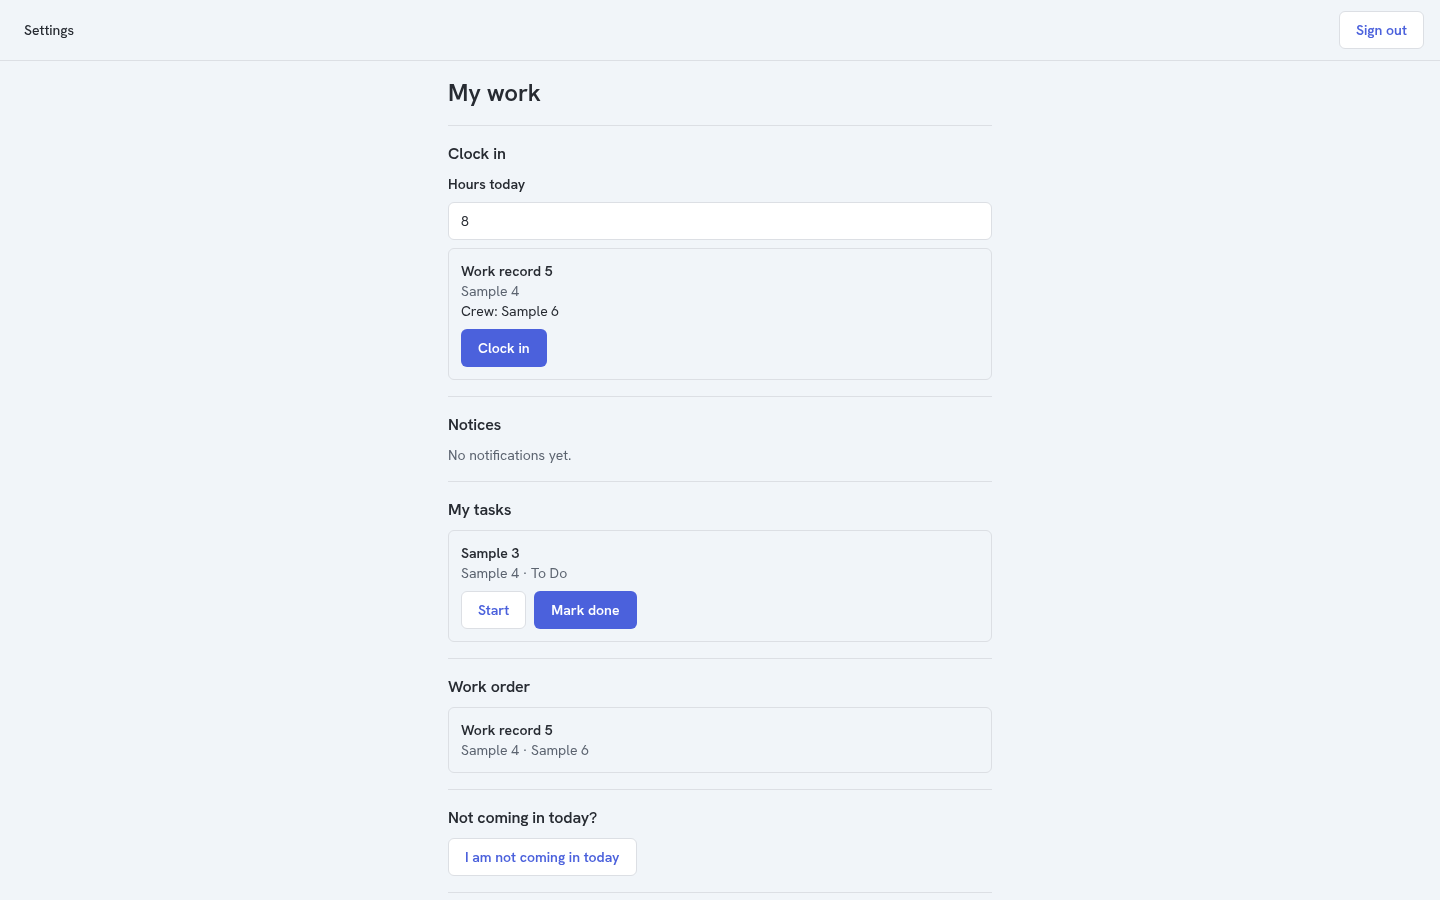 Settings
Sign out
My work
Clock in
Hours today
8
Work record 5
Sample 4
Crew: Sample 6
Clock in
Notices
No notifications yet.
My tasks
Sample 3
Sample 4 · To Do
Start
Mark done
Work order
Work record 5
Sample 4 · Sample 6
Not coming in today?
I am not coming in today